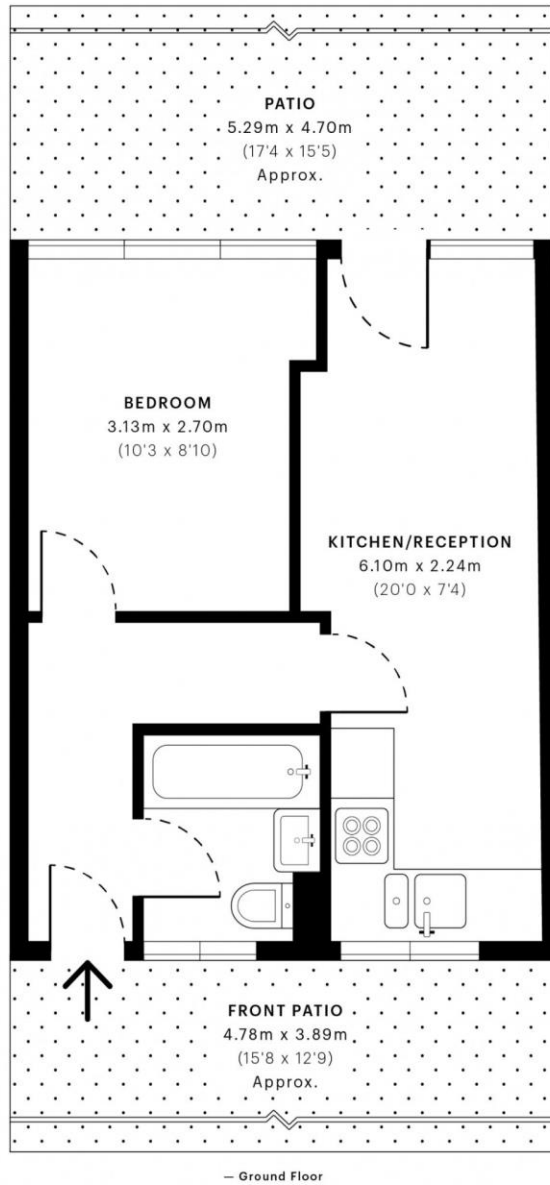 PATIO
5.29m x 4.70m
(17'4 x 15'5)
Approx.
BEDROOM
3.13m x 2.70m
(10'3 x 8'10)
KITCHEN/RECEPTION
6.10m x 2.24m
(20'0 x 7'4)
FRONT PATIO
4.78m x 3.89m
(15'8 x 12'9)
Approx.
— Ground Floor